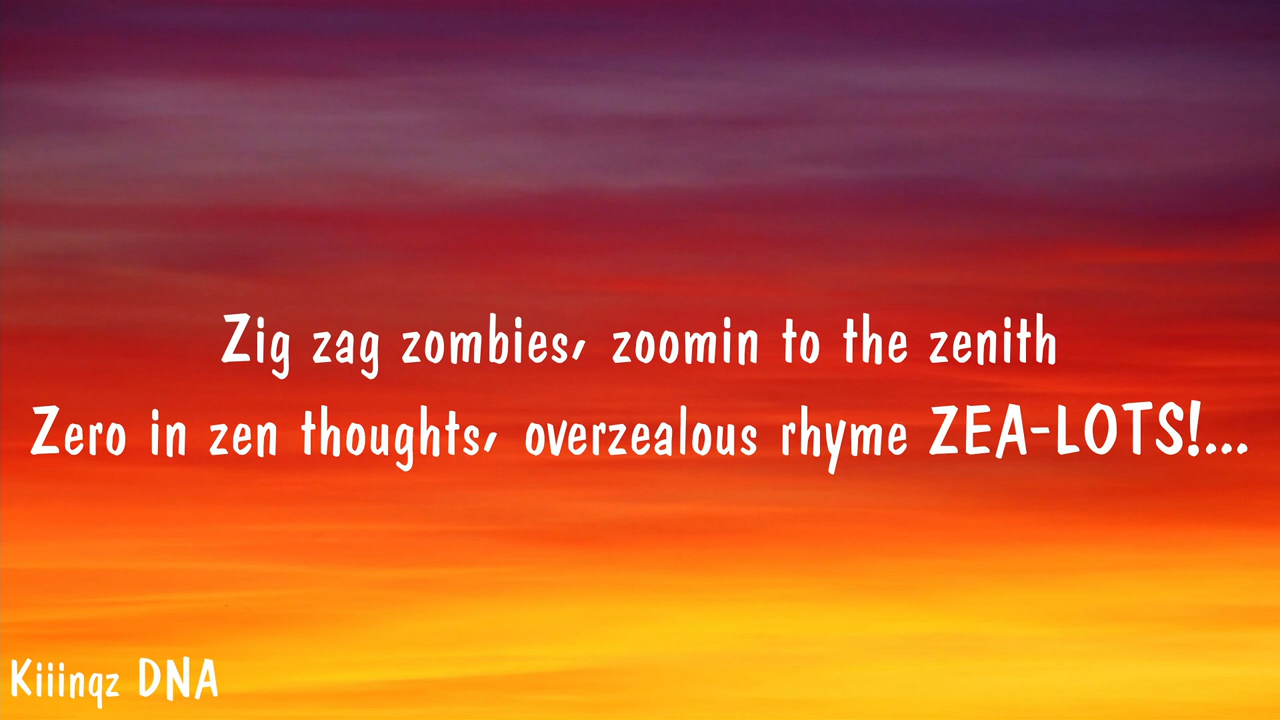 Zig zag zombies, zoomin to the zenith
Zero in zen thoughts, overzealous rhyme ZEA-LOTS!...
Kiiinqz DNA